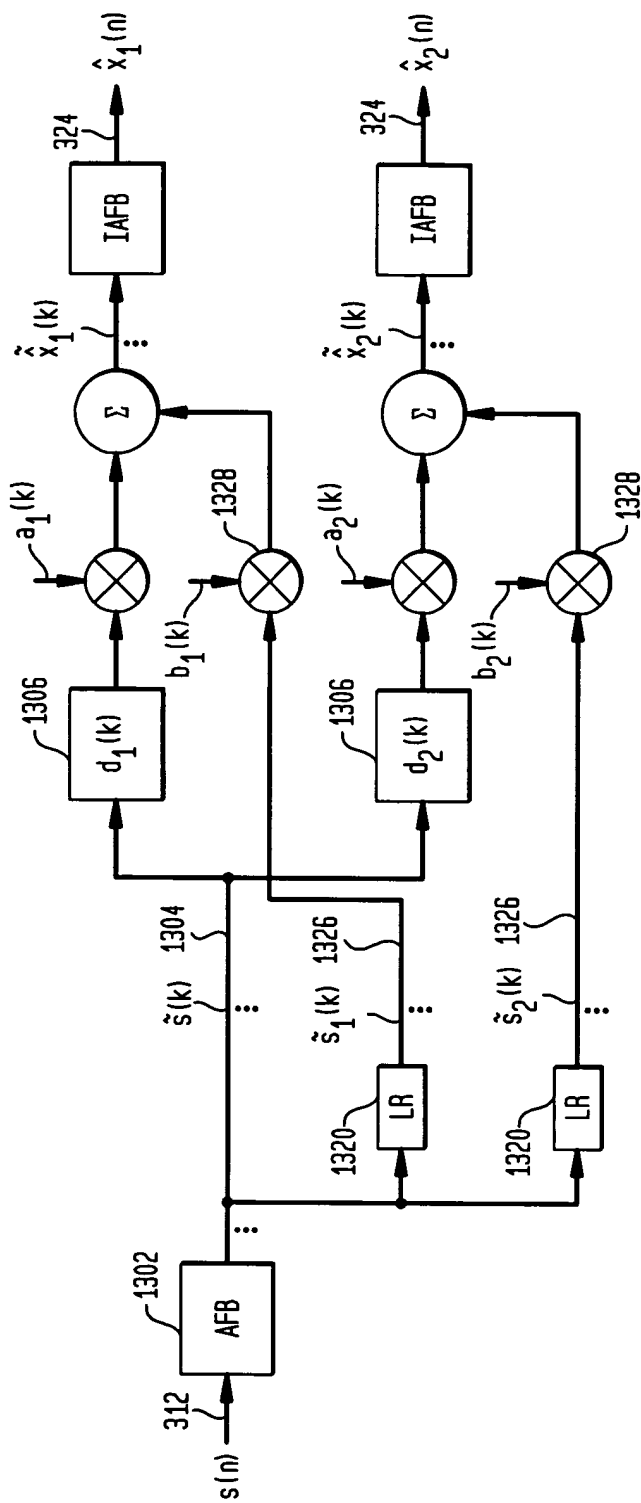 s(n)
312
1302
AFB
...
s̃(k)
1304
...
1306
d₁(k)
a₁(k)
Σ
x̃̂₁(k)
...
IAFB
324
x̂₁(n)
b₁(k)
1328
1306
d₂(k)
a₂(k)
Σ
x̃̂₂(k)
...
IAFB
324
x̂₂(n)
b₂(k)
1328
1320
LR
s̃₁(k)
...
1326
1320
LR
s̃₂(k)
...
1326